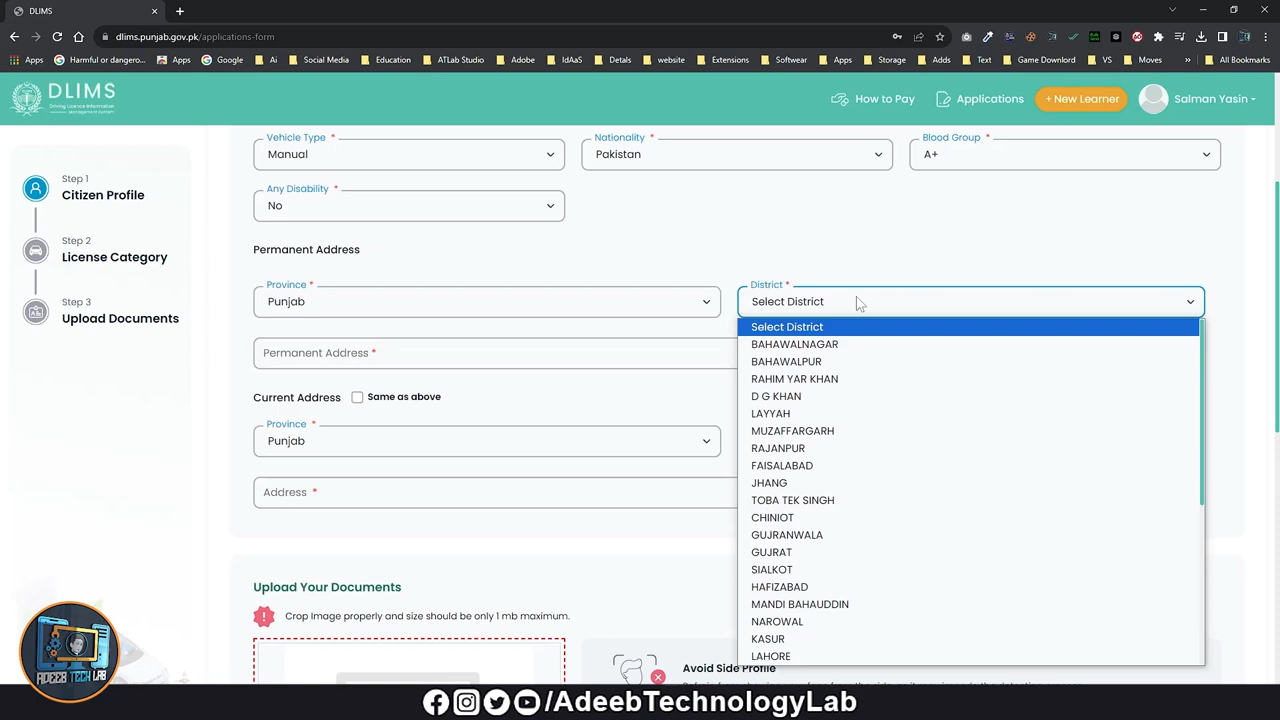 DLIMS
dlims.punjab.gov.pk/applications-form
Apps
Harmful or dangero...
Apps
Google
Ai
Social Media
Education
ATLab Studio
Adobe
IdAaS
Detals
website
Extensions
Softwear
Apps
Storage
Adds
Text
Game Downlord
VS
Moves
»
All Bookmarks
DLIMS
Driving Licence Information
Management System
How to Pay
Applications
+ New Learner
Salman Yasin
Step 1
Citizen Profile
Step 2
License Category
Step 3
Upload Documents
Vehicle Type *
Manual
Nationality *
Pakistan
Blood Group *
A+
Any Disability *
No
Permanent Address
Province *
Punjab
District *
Select District
Permanent Address *
Current Address
Same as above
Province *
Punjab
Address *
Select District
BAHAWALNAGAR
BAHAWALPUR
RAHIM YAR KHAN
D G KHAN
LAYYAH
MUZAFFARGARH
RAJANPUR
FAISALABAD
JHANG
TOBA TEK SINGH
CHINIOT
GUJRANWALA
GUJRAT
SIALKOT
HAFIZABAD
MANDI BAHAUDDIN
NAROWAL
KASUR
LAHORE
Upload Your Documents
Crop Image properly and size should be only 1 mb maximum.
Avoid Side Profile
ADEEB TECH LAB
/AdeebTechnologyLab